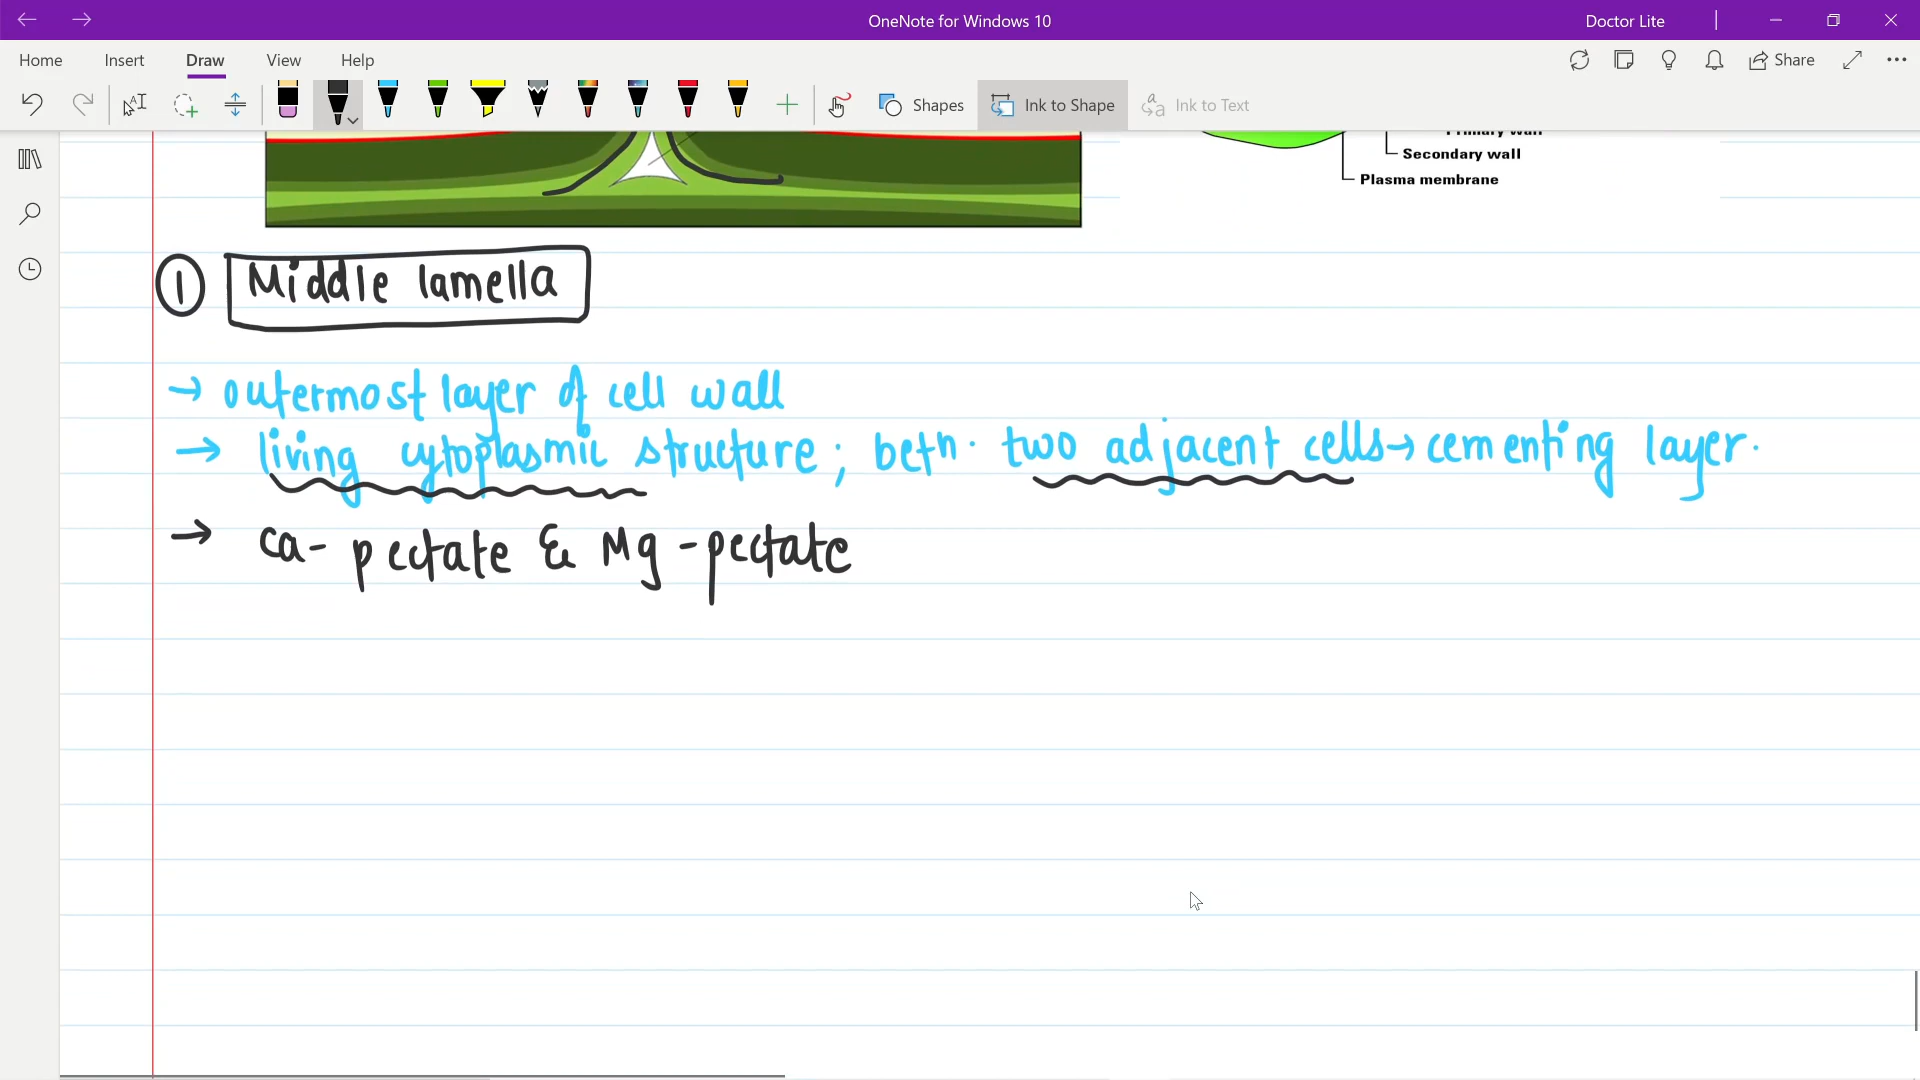 OneNote for Windows 10
Doctor Lite
Home Insert Draw View Help
Share
Shapes Ink to Shape Ink to Text
Primary wall
Secondary wall
Plasma membrane
① Middle lamella
→ outermost layer of cell wall
→ living cytoplasmic structure; betn. two adjacent cells → cementing layer.
→ ca- pectate & Mg -pectate